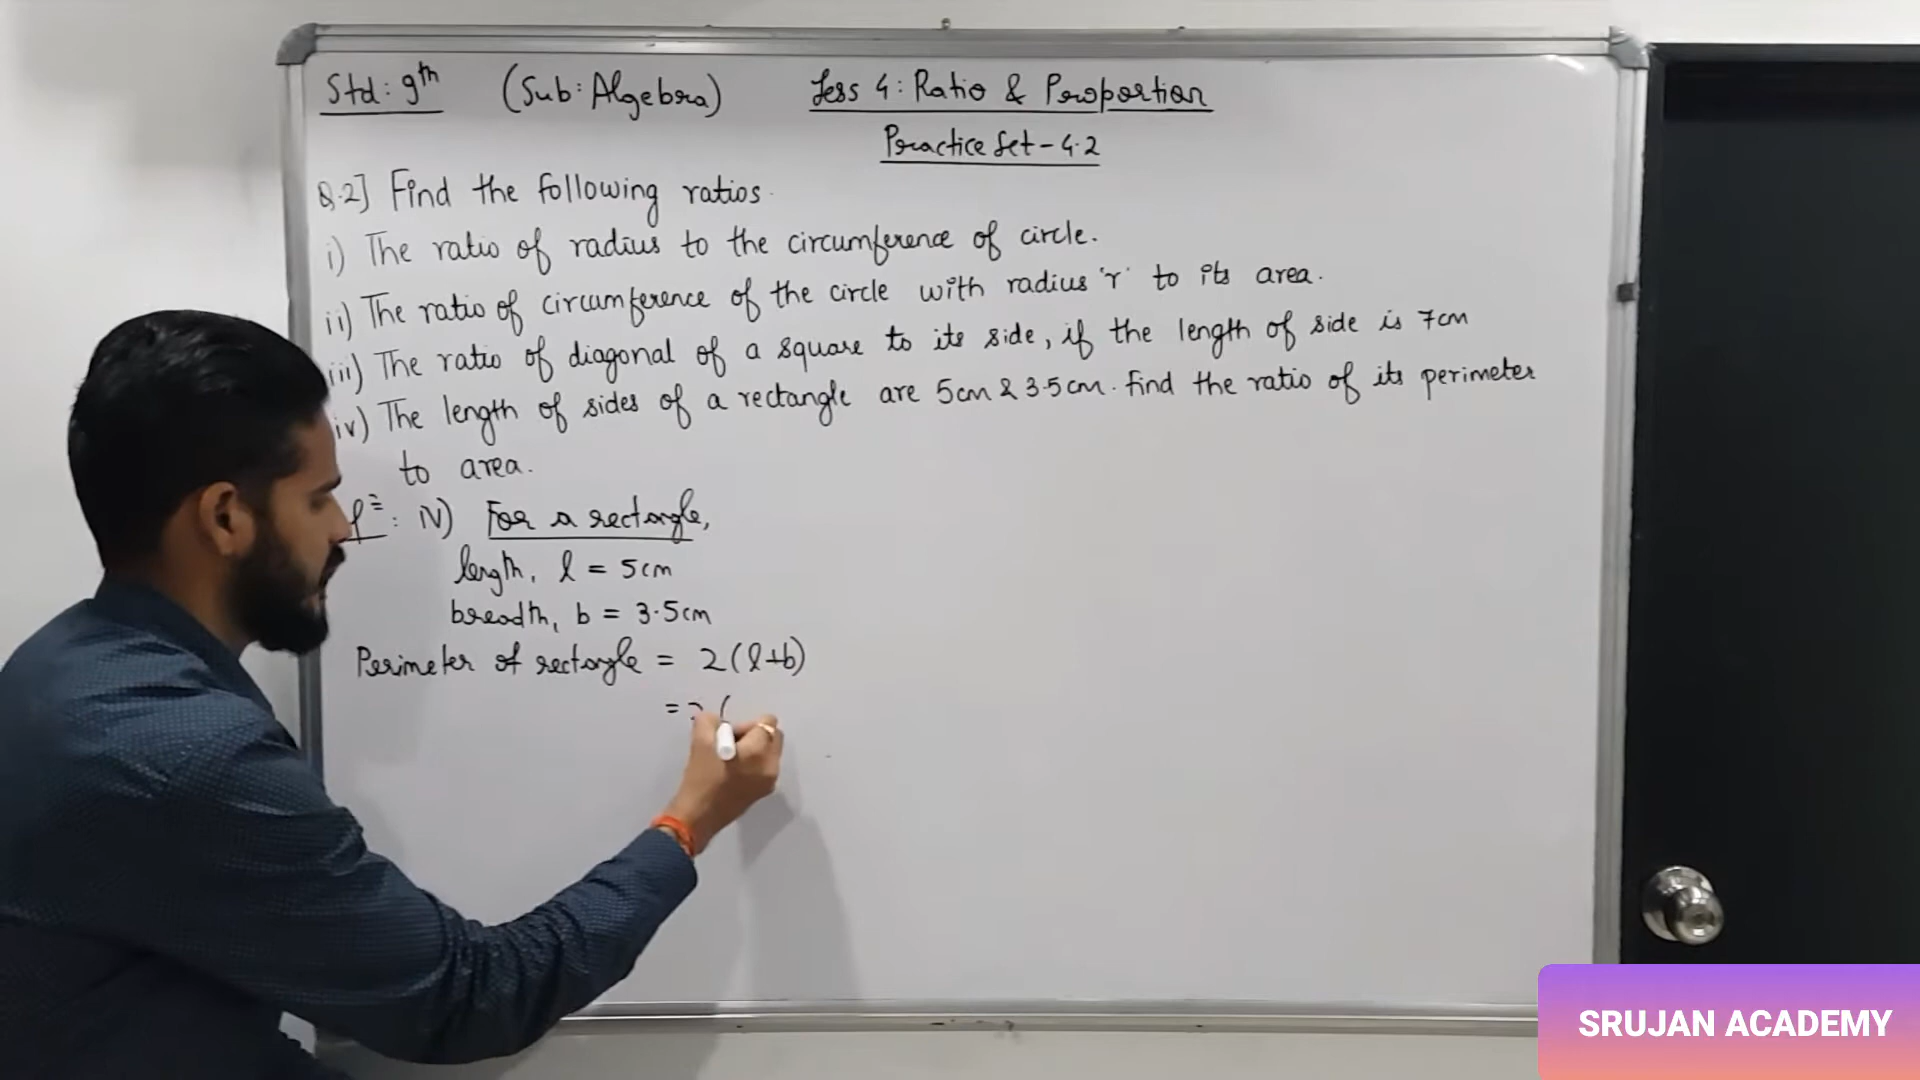 Std: 9th (Sub: Algebra) Less 4: Ratio & Proportion
Practice Set - 4.2
Q.2] Find the following ratios.
i) The ratio of radius to the circumference of circle.
ii) The ratio of circumference of the circle with radius 'r' to its area.
iii) The ratio of diagonal of a square to its side, if the length of side is 7cm
iv) The length of sides of a rectangle are 5cm & 3.5cm. Find the ratio of its perimeter
to area.
: iv) For a rectangle,
length, l = 5cm
breadth, b = 3.5cm
Perimeter of rectangle = 2(l+b)
= 2(
SRUJAN ACADEMY